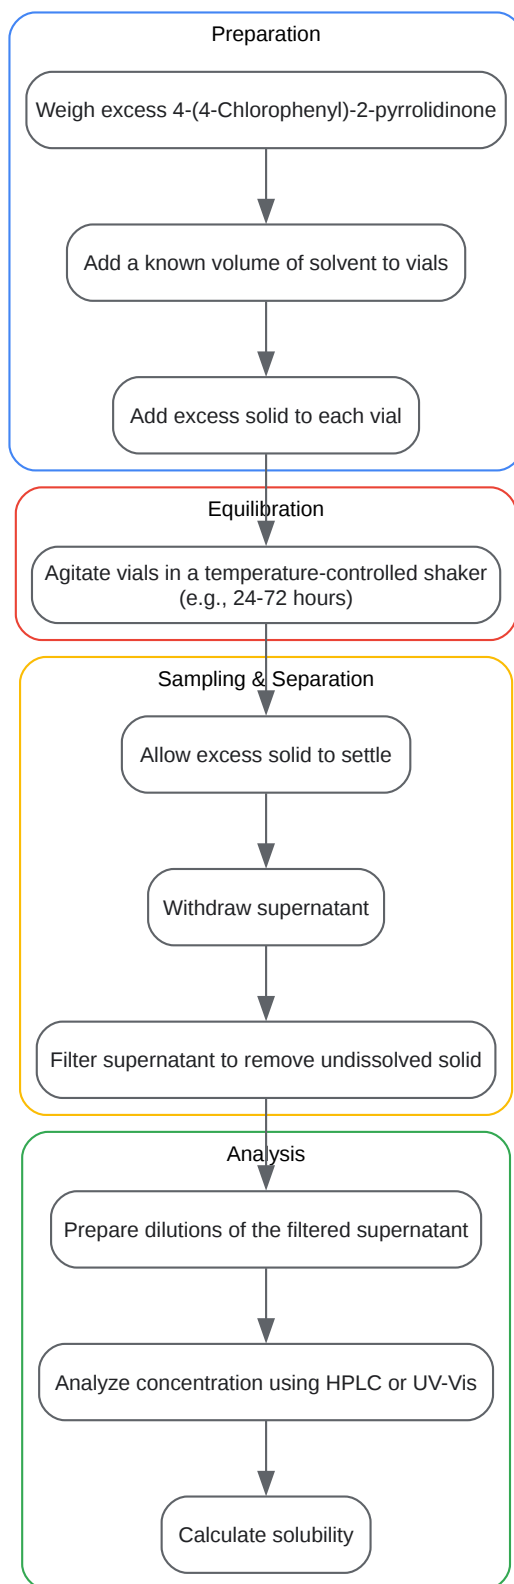 Preparation
Weigh excess 4-(4-Chlorophenyl)-2-pyrrolidinone
Add a known volume of solvent to vials
Add excess solid to each vial
Equilibration
Agitate vials in a temperature-controlled shaker
(e.g., 24-72 hours)
Sampling & Separation
Allow excess solid to settle
Withdraw supernatant
Filter supernatant to remove undissolved solid
Analysis
Prepare dilutions of the filtered supernatant
Analyze concentration using HPLC or UV-Vis
Calculate solubility